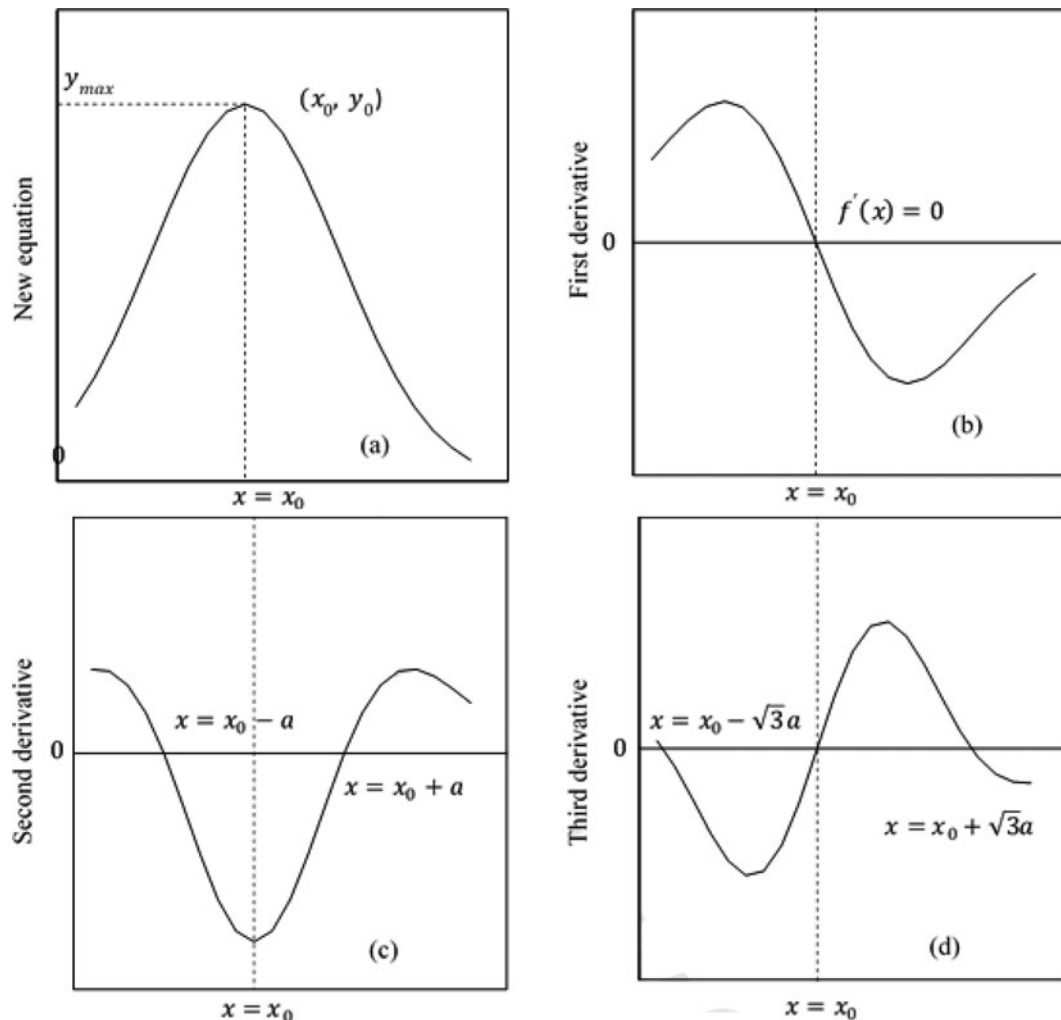 New equation
y_max
(x_0, y_0)
0
(a)
x = x_0
First derivative
f'(x) = 0
0
(b)
x = x_0
Second derivative
x = x_0 − a
0
x = x_0 + a
(c)
x = x_0
Third derivative
x = x_0 − √3a
0
x = x_0 + √3a
(d)
x = x_0